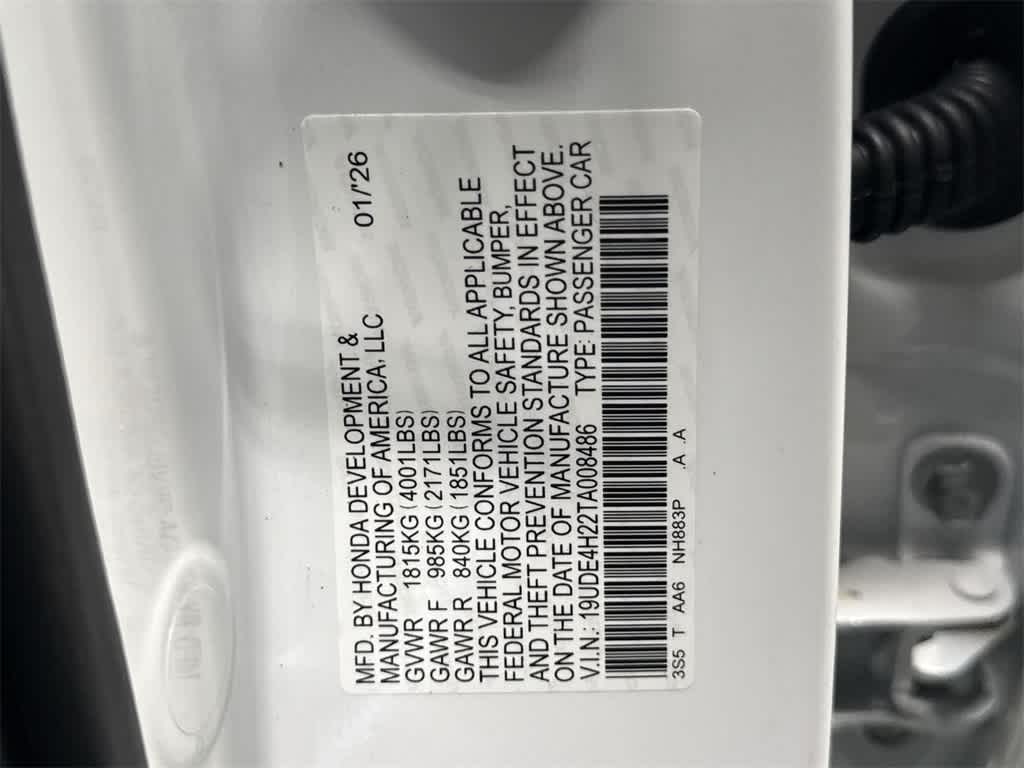 MFD. BY HONDA DEVELOPMENT &
MANUFACTURING OF AMERICA, LLC 01/'26
GVWR 1815KG (4001LBS)
GAWR F 985KG (2171LBS)
GAWR R 840KG (1851LBS)
THIS VEHICLE CONFORMS TO ALL APPLICABLE
FEDERAL MOTOR VEHICLE SAFETY, BUMPER,
AND THEFT PREVENTION STANDARDS IN EFFECT
ON THE DATE OF MANUFACTURE SHOWN ABOVE.
V.I.N.: 19UDE4H22TA008486 TYPE: PASSENGER CAR
3S5 T AA6 NH883P .A .A